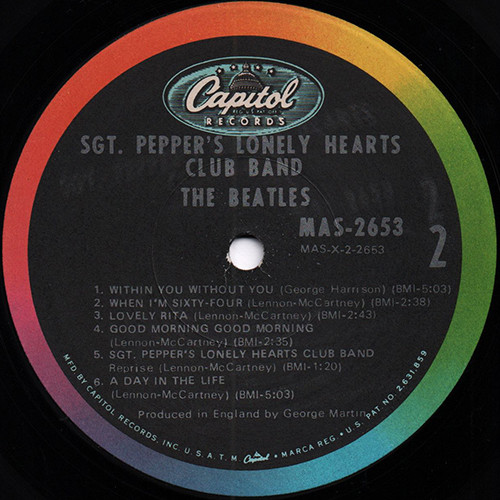 Capitol
RECORDS
SGT. PEPPER'S LONELY HEARTS
CLUB BAND
THE BEATLES
MAS-2653
MAS-X-2-2653
2
1. WITHIN YOU WITHOUT YOU (George Harrison) (BMI-5:03)
2. WHEN I'M SIXTY-FOUR (Lennon-McCartney) (BMI-2:38)
3. LOVELY RITA (Lennon-McCartney) (BMI-2:43)
4. GOOD MORNING GOOD MORNING
(Lennon-McCartney) (BMI-2:35)
5. SGT. PEPPER'S LONELY HEARTS CLUB BAND
Reprise (Lennon-McCartney) (BMI-1:20)
6. A DAY IN THE LIFE
(Lennon-McCartney) (BMI-5:03)
Produced in England by George Martin
MFD. BY CAPITOL RECORDS, INC. U.S.A. T.M. Capitol MARCA REG. • U.S. PAT. NO. 2,631,859